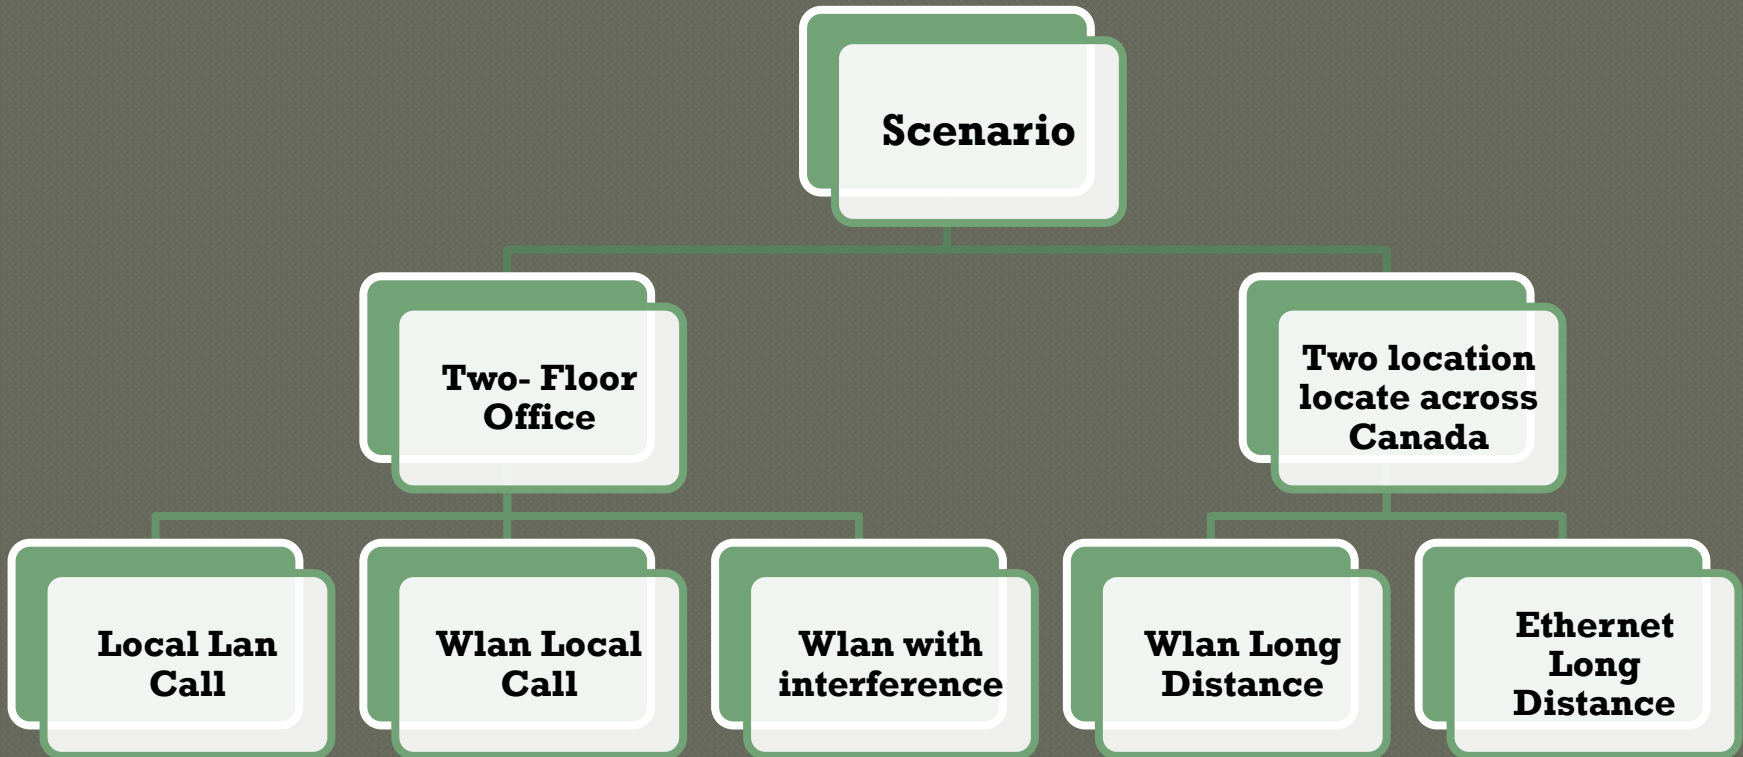 Scenario
Two- Floor
Office
Two location
locate across
Canada
Local Lan
Call
Wlan Local
Call
Wlan with
interference
Wlan Long
Distance
Ethernet
Long
Distance